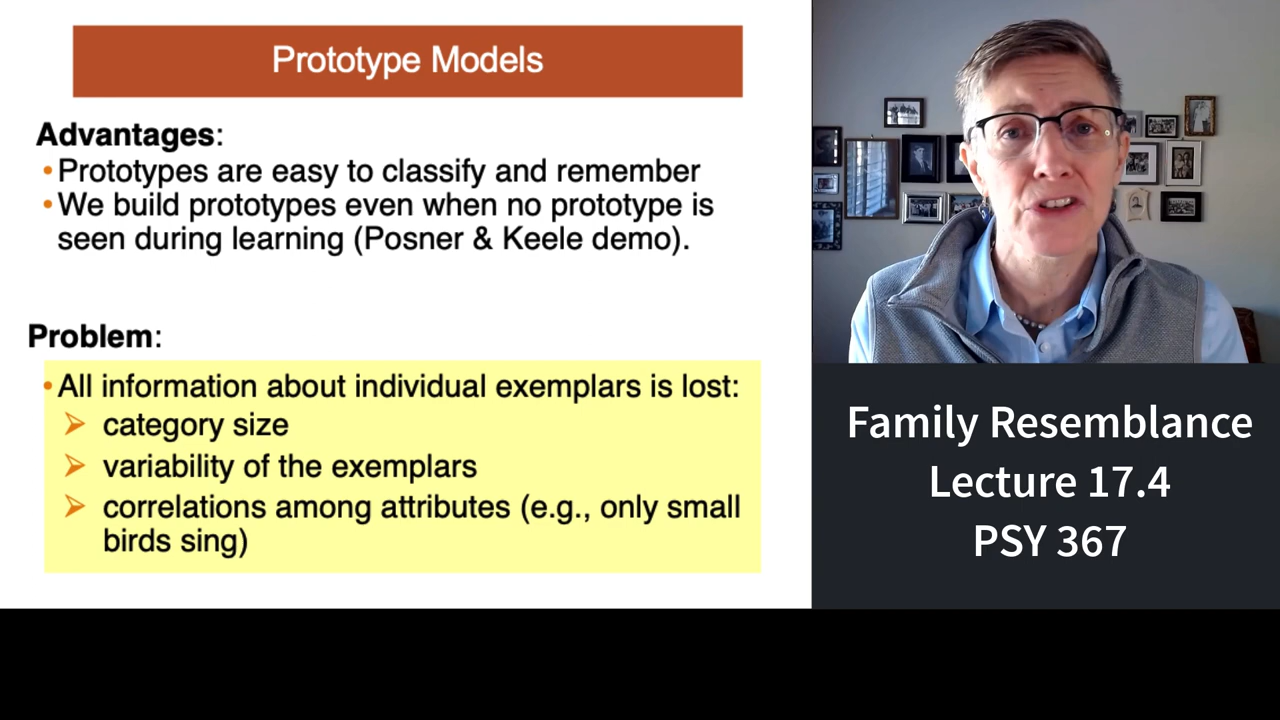 Prototype Models
Advantages:
•Prototypes are easy to classify and remember
•We build prototypes even when no prototype is
seen during learning (Posner & Keele demo).
Problem:
•All information about individual exemplars is lost:
➢ category size
➢ variability of the exemplars
➢ correlations among attributes (e.g., only small
birds sing)
Family Resemblance
Lecture 17.4
PSY 367